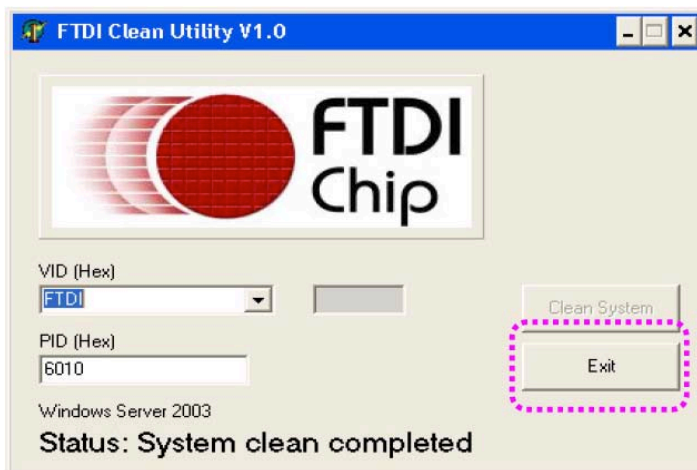 FTDI Clean Utility V1.0
FTDI
Chip
VID (Hex)
FTDI
Clean System
PID (Hex)
6010
Exit
Windows Server 2003
Status: System clean completed